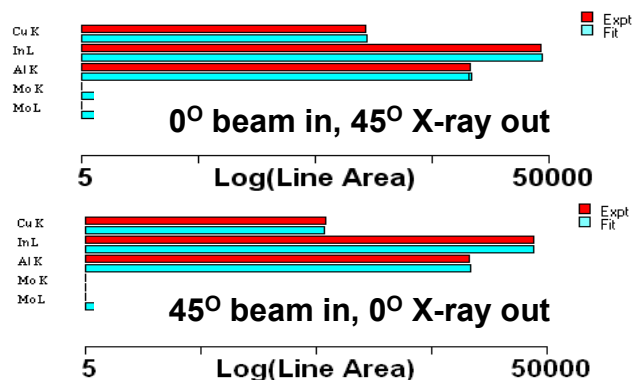 Expt
Fit
Cu K
In L
Al K
Mo K
Mo L
0O beam in, 45O X-ray out
5 Log(Line Area) 50000
Expt
Fit
Cu K
In L
Al K
Mo K
Mo L
45O beam in, 0O X-ray out
5 Log(Line Area) 50000